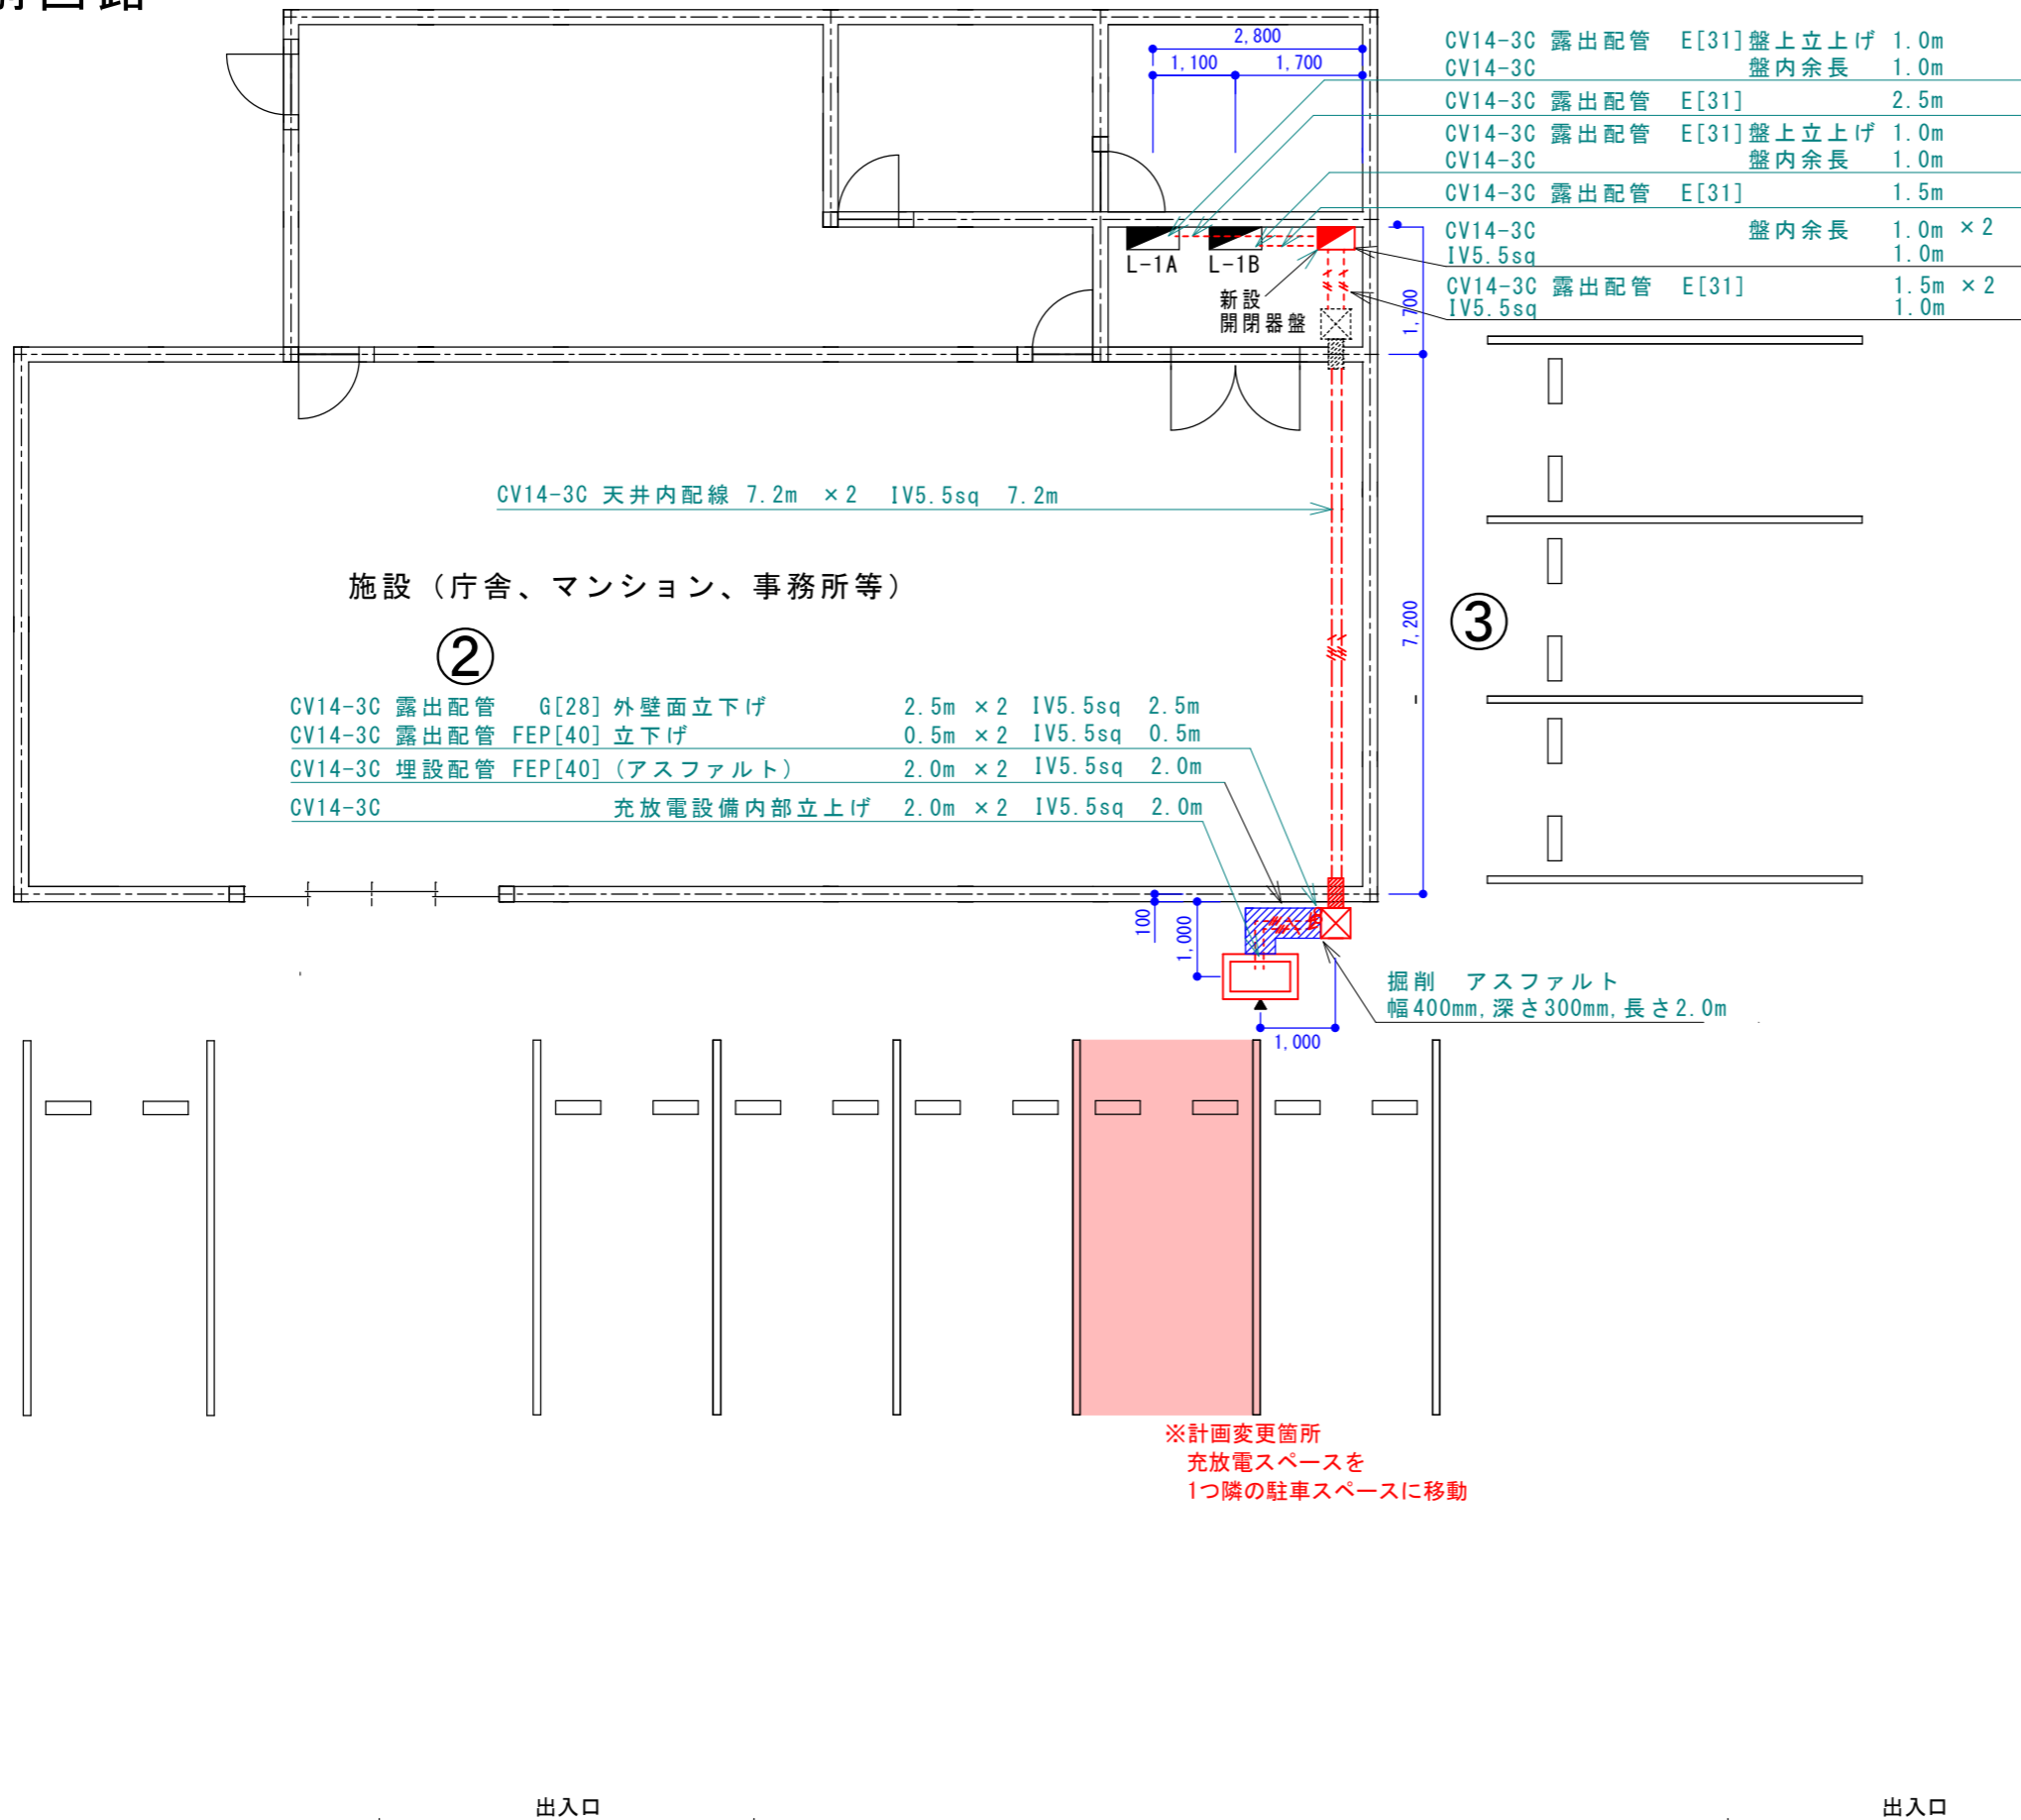 2,800
1,100 1,700
CV14-3C 露出配管 E[31]盤上立上げ 1.0m
CV14-3C 盤内余長 1.0m
CV14-3C 露出配管 E[31] 2.5m
CV14-3C 露出配管 E[31]盤上立上げ 1.0m
CV14-3C 盤内余長 1.0m
CV14-3C 露出配管 E[31] 1.5m
CV14-3C 盤内余長 1.0m ×2
IV5.5sq 1.0m
CV14-3C 露出配管 E[31] 1.5m ×2
IV5.5sq 1.0m
L-1A L-1B
新設
開閉器盤
1,700
CV14-3C 天井内配線 7.2m ×2 IV5.5sq 7.2m
施設（庁舎、マンション、事務所等）
②
7,200
③
CV14-3C 露出配管 G[28] 外壁面立下げ 2.5m ×2 IV5.5sq 2.5m
CV14-3C 露出配管 FEP[40] 立下げ 0.5m ×2 IV5.5sq 0.5m
CV14-3C 埋設配管 FEP[40] (アスファルト) 2.0m ×2 IV5.5sq 2.0m
CV14-3C 充放電設備内部立上げ 2.0m ×2 IV5.5sq 2.0m
100
1,000
掘削 アスファルト
幅400mm,深さ300mm,長さ2.0m
1,000
※計画変更箇所
充放電スペースを
1つ隣の駐車スペースに移動
出入口 出入口